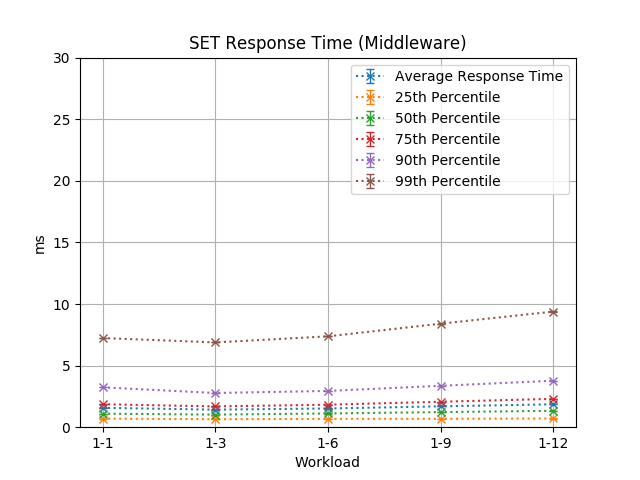 SET Response Time (Middleware)
30
25
20
15
10
5
0
ms
Average Response Time
25th Percentile
50th Percentile
75th Percentile
90th Percentile
99th Percentile
1-1 1-3 1-6 1-9 1-12
Workload